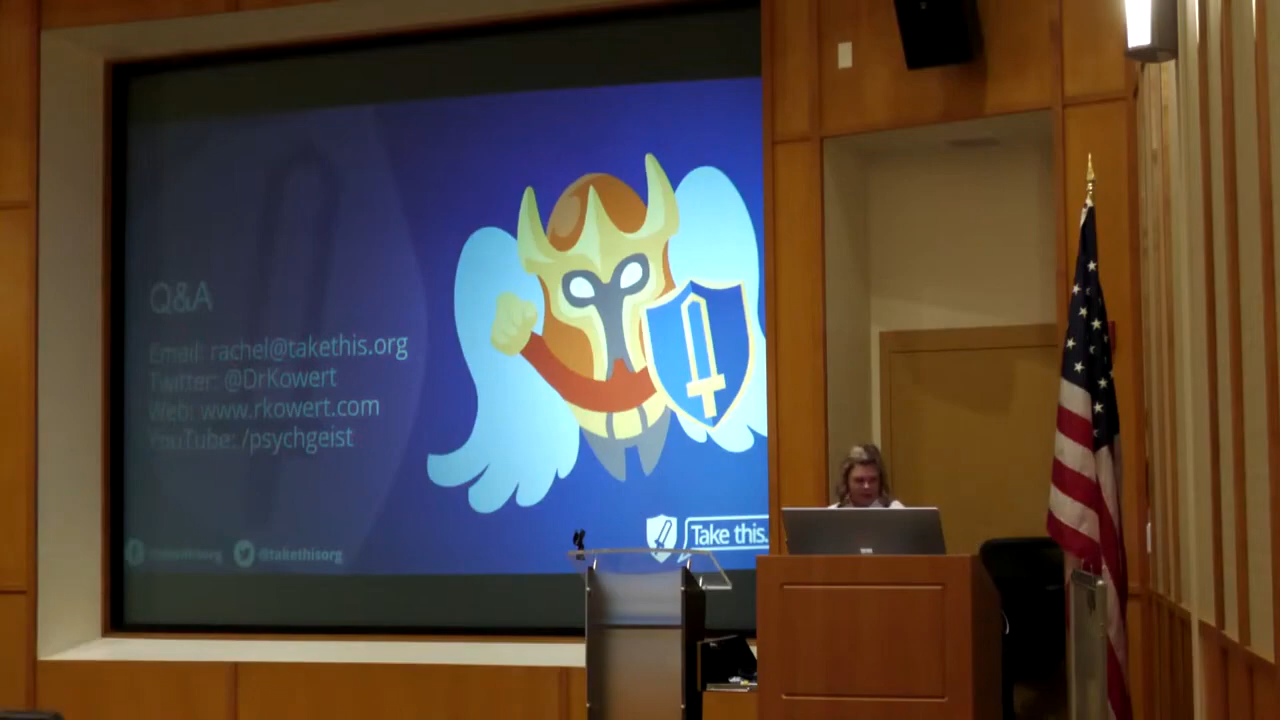 Q&A
Email: rachel@takethis.org
Twitter: @DrKowert
Web: www.rkowert.com
YouTube: /psychgeist
@takethisorg
Take this.